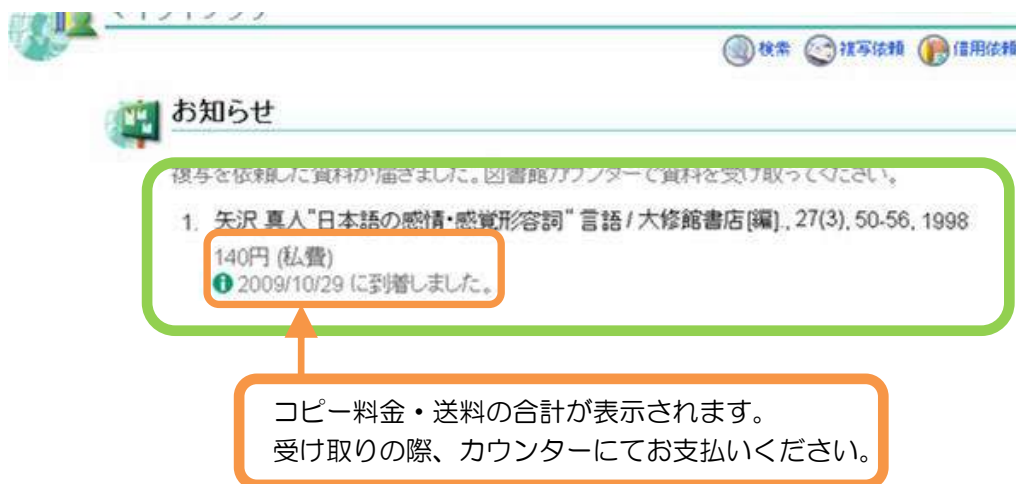 検索 複写依頼 借用依頼
お知らせ
複写を依頼した資料が届きました。図書館カウンターで資料を受け取ってください。
1. 矢沢 真人"日本語の感情・感覚形容詞" 言語 / 大修館書店[編]., 27(3), 50-56, 1998
140円 (私費)
2009/10/29 に到着しました。
コピー料金・送料の合計が表示されます。
受け取りの際、カウンターにてお支払いください。